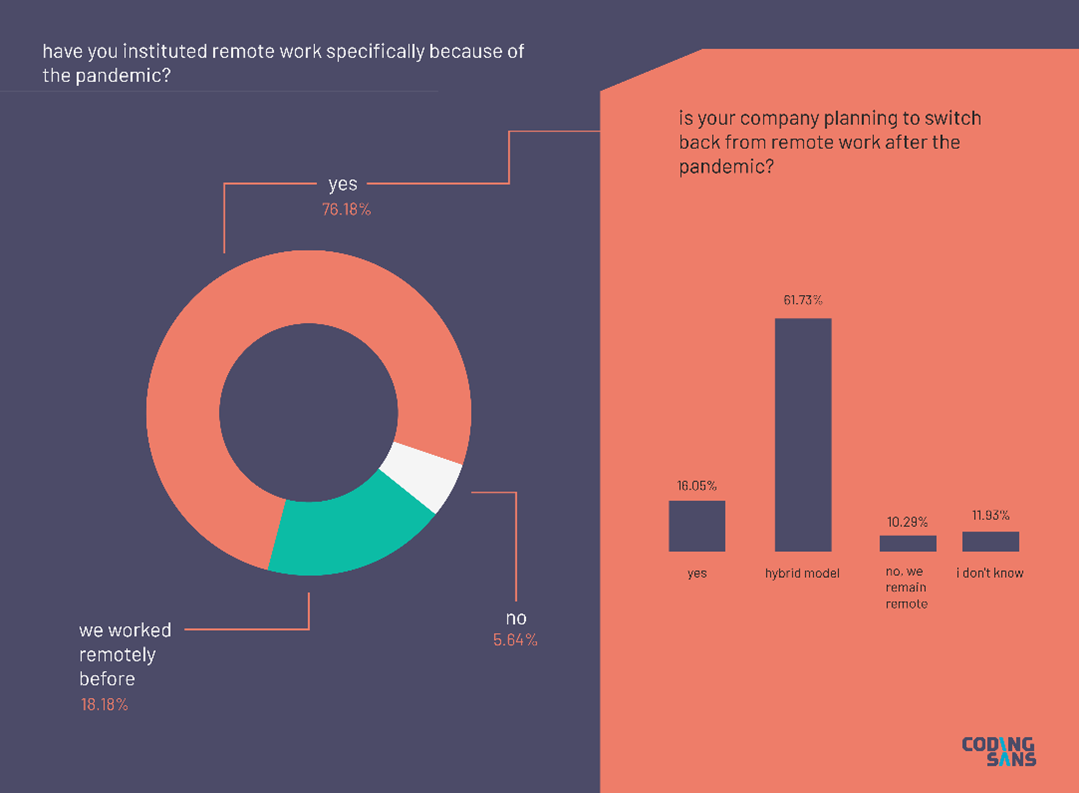 have you instituted remote work specifically because of
the pandemic?
yes
76.18%
no
5.64%
we worked
remotely
before
18.18%
is your company planning to switch
back from remote work after the
pandemic?
16.05%
61.73%
10.29%
11.93%
yes
hybrid model
no, we
remain
remote
i don't know
CODING
SANS